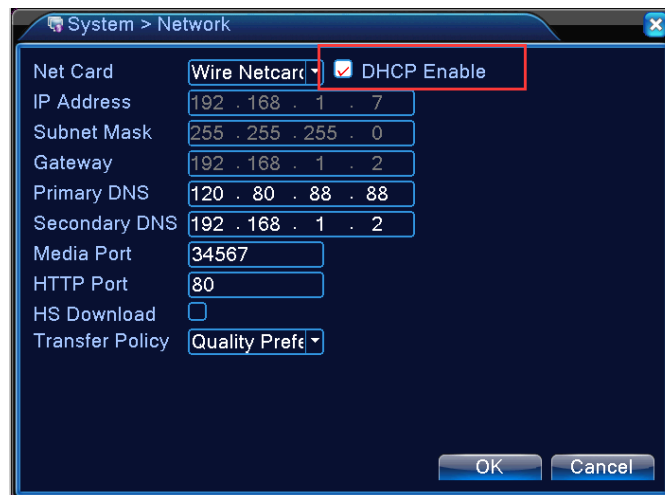 System > Network
Net Card Wire Netcarc DHCP Enable
IP Address 192 . 168 . 1 . 7
Subnet Mask 255 . 255 . 255 . 0
Gateway 192 . 168 . 1 . 2
Primary DNS 120 . 80 . 88 . 88
Secondary DNS 192 . 168 . 1 . 2
Media Port 34567
HTTP Port 80
HS Download
Transfer Policy Quality Prefe
OK Cancel